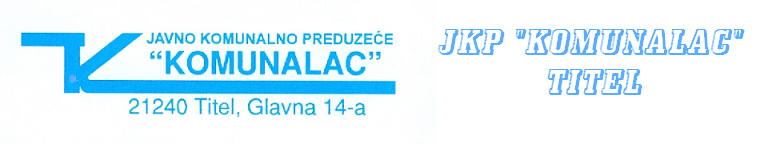 JAVNO KOMUNALNO PREDUZEĆE
“KOMUNALAC”
21240 Titel, Glavna 14-a
JKP "KOMUNALAC"
TITEL